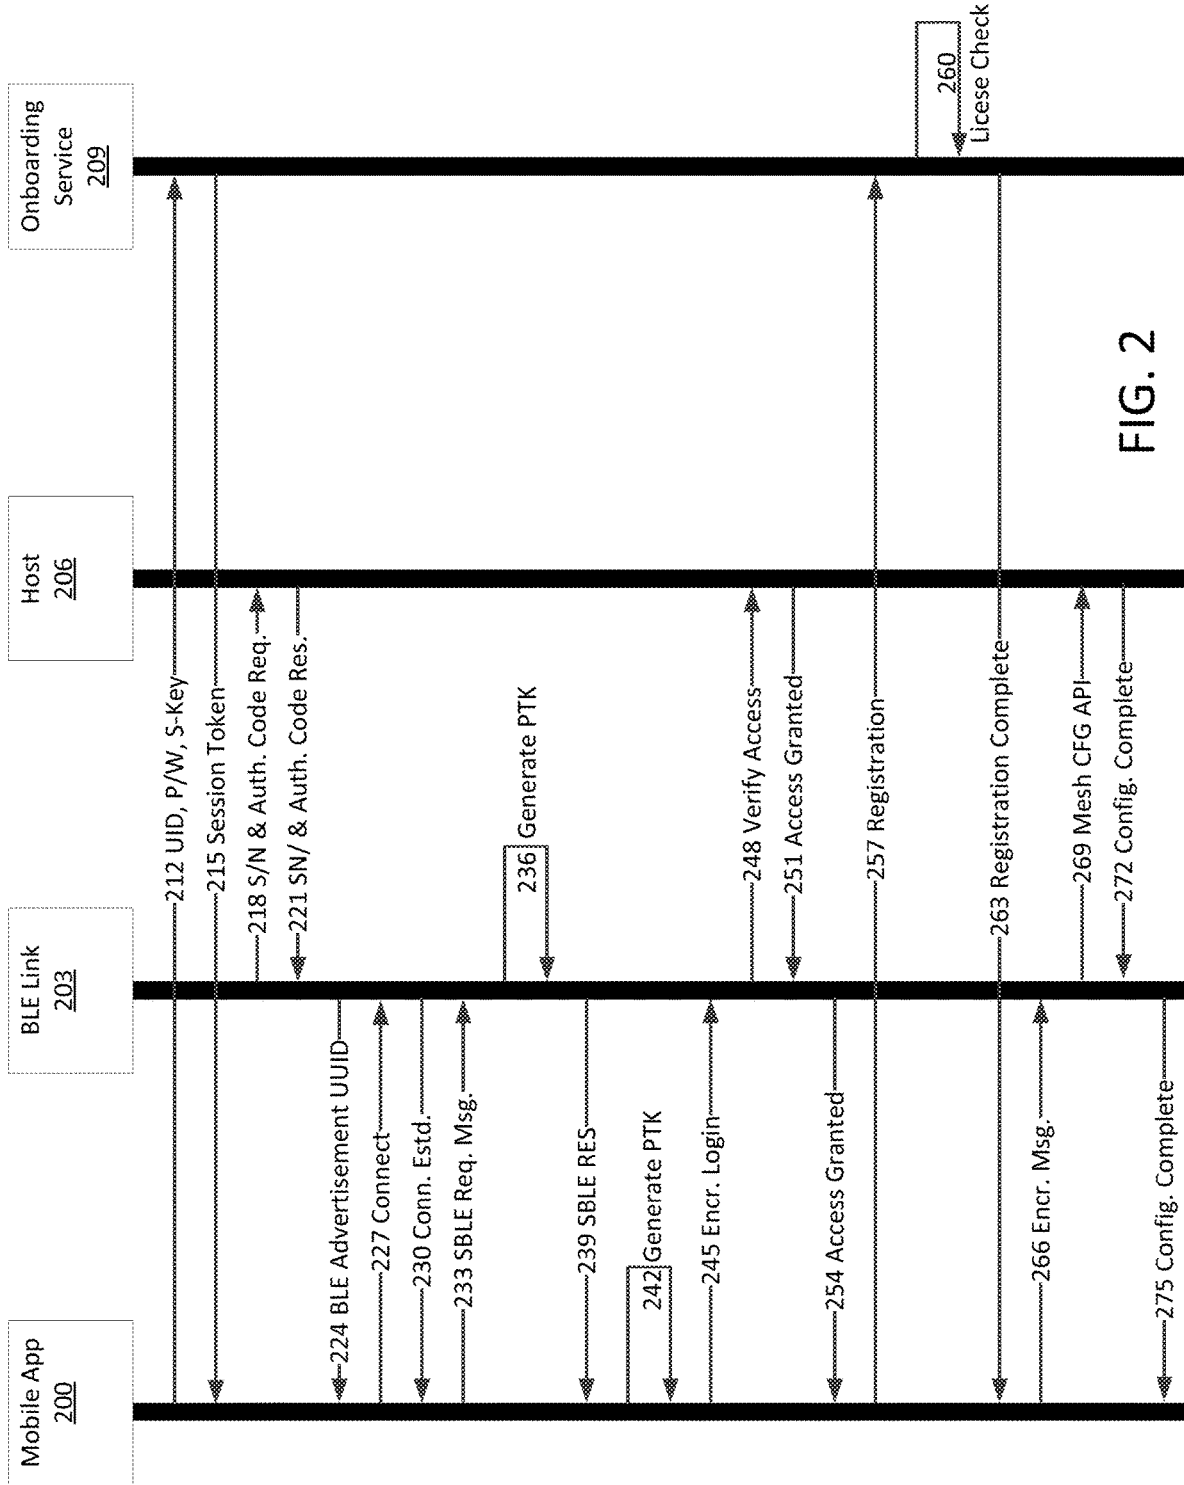 Mobile App
200
BLE Link
203
Host
206
Onboarding
Service
209
212 UID, P/W, S-Key
215 Session Token
218 S/N & Auth. Code Req.
221 SN/ & Auth. Code Res.
224 BLE Advertisement UUID
227 Connect
230 Conn. Estd.
233 SBLE Req. Msg.
236 Generate PTK
239 SBLE RES
242 Generate PTK
245 Encr. Login
248 Verify Access
251 Access Granted
254 Access Granted
257 Registration
260
Licese Check
263 Registration Complete
266 Encr. Msg.
269 Mesh CFG API
272 Config. Complete
275 Config. Complete
FIG. 2